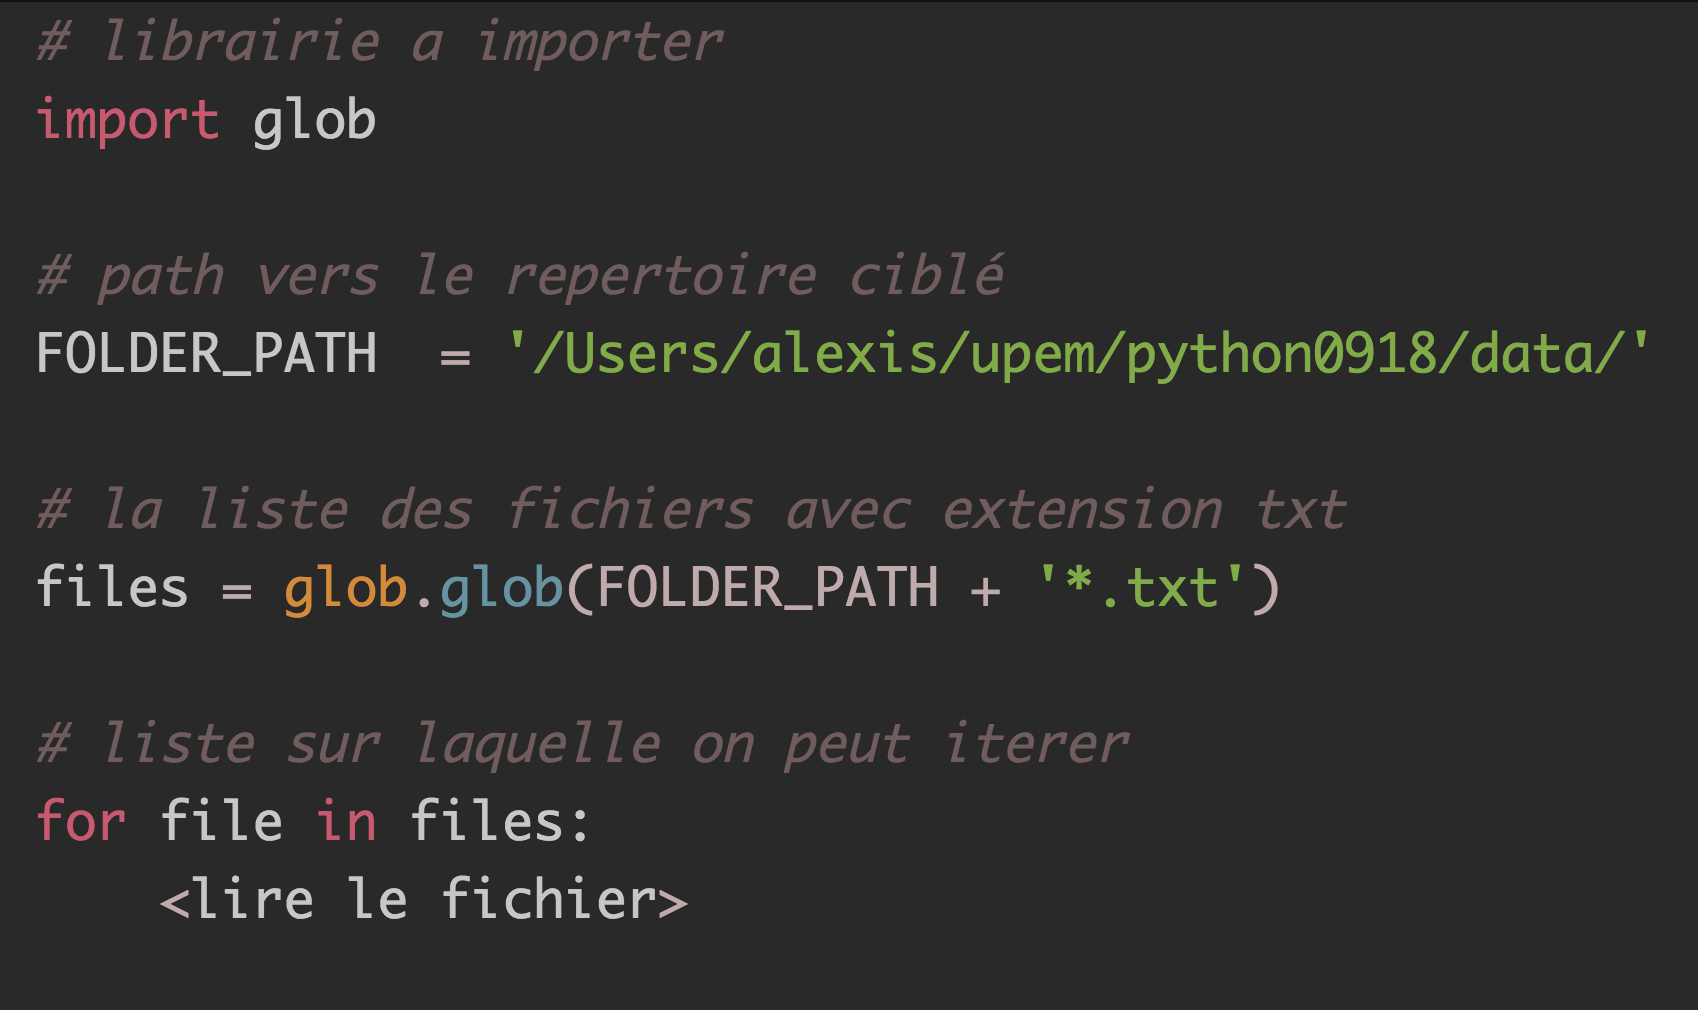 # librairie a importer
import glob
# path vers le repertoire ciblé
FOLDER_PATH  = '/Users/alexis/upem/python0918/data/'
# la liste des fichiers avec extension txt
files = glob.glob(FOLDER_PATH + '*.txt')
# liste sur laquelle on peut iterer
for file in files:
    <lire le fichier>